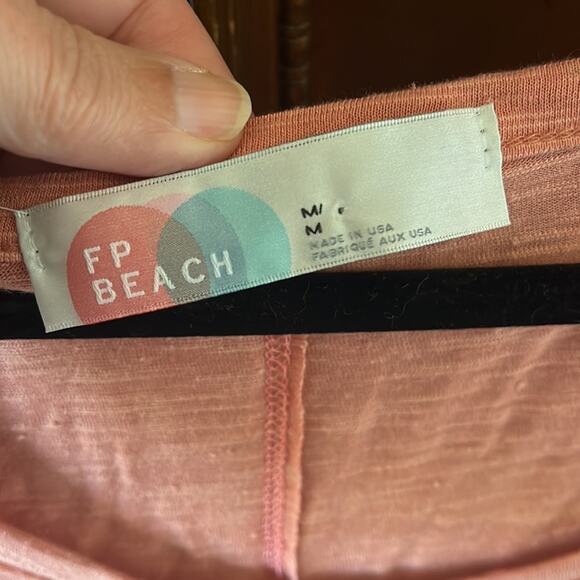 FP
BEACH
M/
M
MADE IN USA
FABRIQUÉ AUX USA